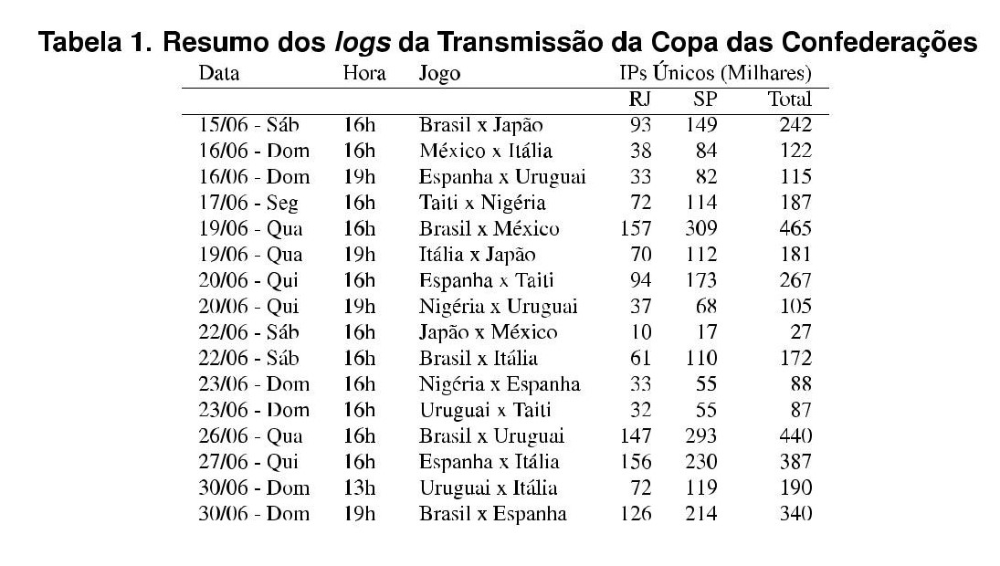 Tabela 1. Resumo dos logs da Transmissão da Copa das Confederações
Data Hora Jogo IPs Únicos (Milhares)
RJ SP Total
15/06 - Sáb 16h Brasil x Japão 93 149 242
16/06 - Dom 16h México x Itália 38 84 122
16/06 - Dom 19h Espanha x Uruguai 33 82 115
17/06 - Seg 16h Taiti x Nigéria 72 114 187
19/06 - Qua 16h Brasil x México 157 309 465
19/06 - Qua 19h Itália x Japão 70 112 181
20/06 - Qui 16h Espanha x Taiti 94 173 267
20/06 - Qui 19h Nigéria x Uruguai 37 68 105
22/06 - Sáb 16h Japão x México 10 17 27
22/06 - Sáb 16h Brasil x Itália 61 110 172
23/06 - Dom 16h Nigéria x Espanha 33 55 88
23/06 - Dom 16h Uruguai x Taiti 32 55 87
26/06 - Qua 16h Brasil x Uruguai 147 293 440
27/06 - Qui 16h Espanha x Itália 156 230 387
30/06 - Dom 13h Uruguai x Itália 72 119 190
30/06 - Dom 19h Brasil x Espanha 126 214 340